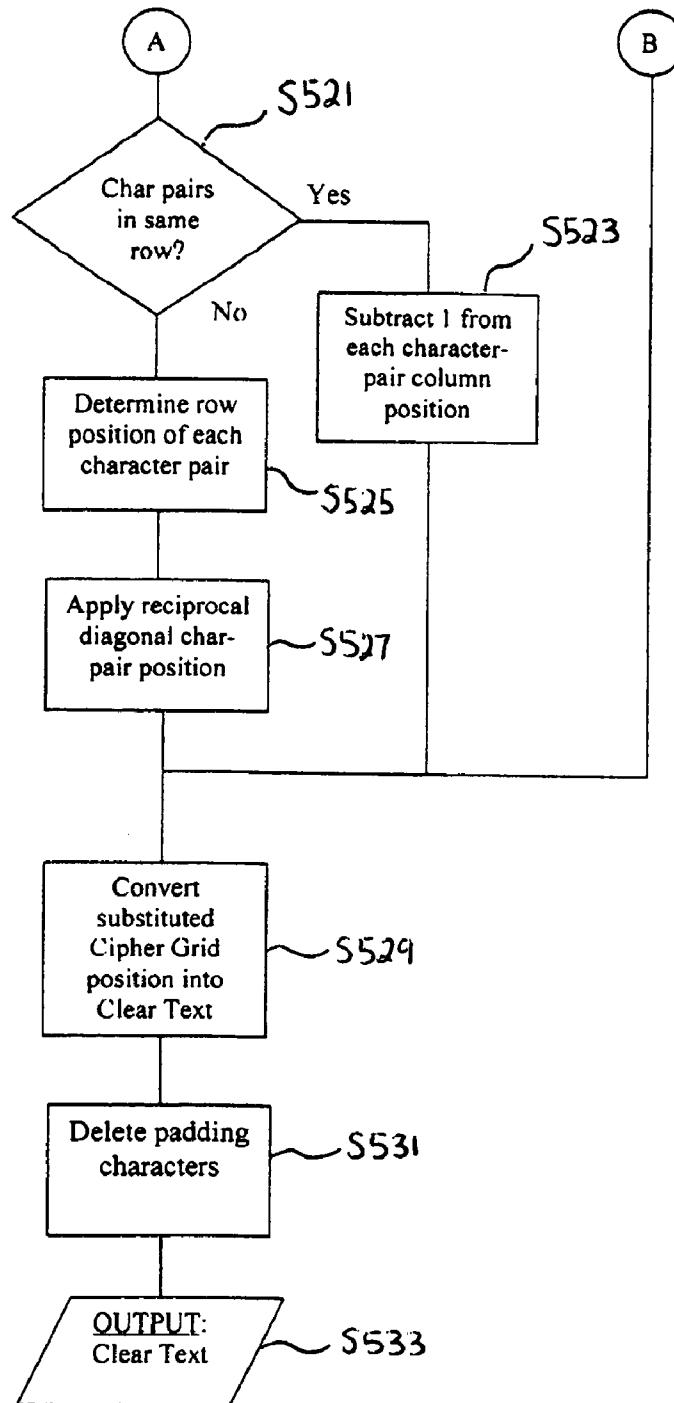 A
B
S521
Char pairs
in same
row?
Yes
No
S523
Subtract 1 from
each character-
pair column
position
Determine row
position of each
character pair
S525
Apply reciprocal
diagonal char-
pair position
S527
Convert
substituted
Cipher Grid
position into
Clear Text
S529
Delete padding
characters
S531
OUTPUT:
Clear Text
S533